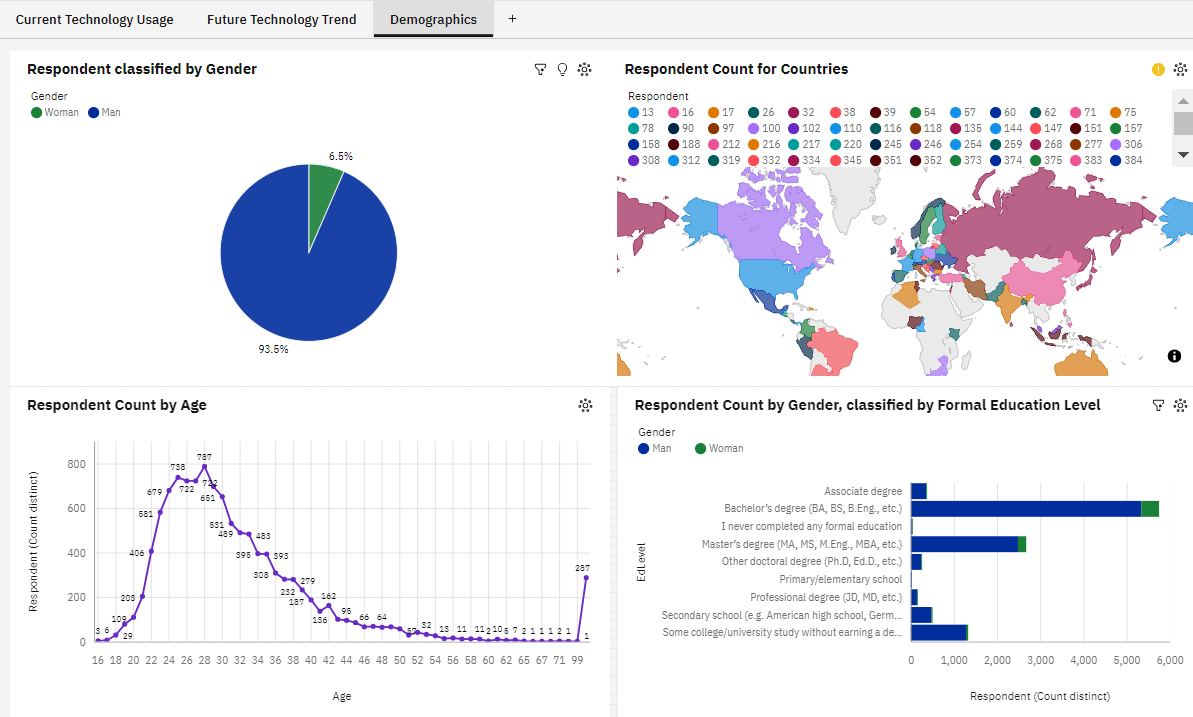 Current Technology Usage Future Technology Trend Demographics +
Respondent classified by Gender
Gender
Woman Man
6.5%
93.5%
Respondent Count for Countries
Respondent
13 16 17 26 32 38 39 54 57 60 62 71 75
78 90 97 100 102 110 116 118 135 144 147 151 157
158 188 212 216 217 220 245 246 254 259 268 277 306
308 312 319 332 334 345 351 352 373 374 375 383 384
Respondent Count by Age
Respondent (Count distinct)
800
600
400
200
0
3 6 109 29 203 406 581 679 738 722 787 651 531 489 483 395 393 308 232 279 187 136 162 95 66 64 32 13 11 11 2 10 5 7 2 1 1 1 2 1 287 1
16 18 20 22 24 26 28 30 32 34 36 38 40 42 44 46 48 50 52 54 56 58 60 62 65 67 71 99
Age
Respondent Count by Gender, classified by Formal Education Level
Gender
Man Woman
EdLevel
Associate degree
Bachelor's degree (BA, BS, B.Eng., etc.)
I never completed any formal education
Master's degree (MA, MS, M.Eng., MBA, etc.)
Other doctoral degree (Ph.D, Ed.D., etc.)
Primary/elementary school
Professional degree (JD, MD, etc.)
Secondary school (e.g. American high school, Germ...
Some college/university study without earning a de...
0 1,000 2,000 3,000 4,000 5,000 6,000
Respondent (Count distinct)